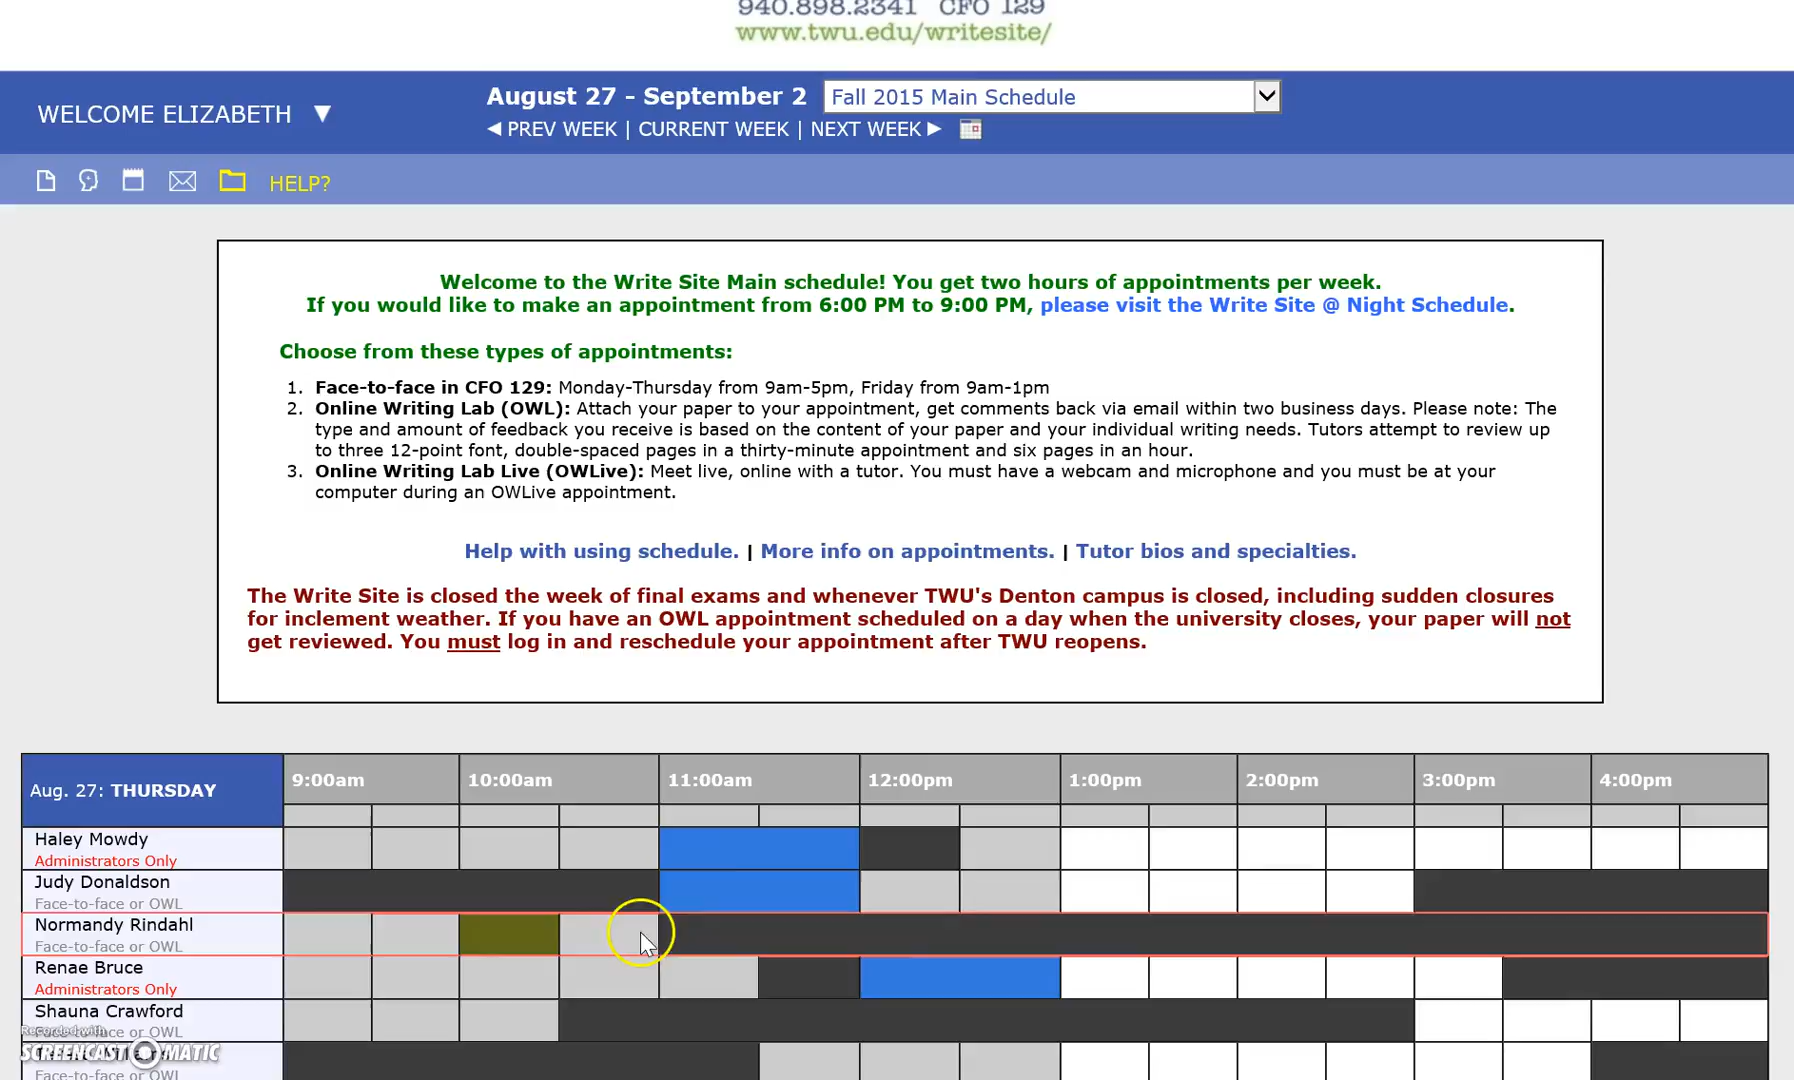 940.898.2341 CFO 129
www.twu.edu/writesite/
WELCOME ELIZABETH ▼
August 27 - September 2
Fall 2015 Main Schedule
◀ PREV WEEK | CURRENT WEEK | NEXT WEEK ▶
HELP?
Welcome to the Write Site Main schedule! You get two hours of appointments per week.
If you would like to make an appointment from 6:00 PM to 9:00 PM, please visit the Write Site @ Night Schedule.
Choose from these types of appointments:
1. Face-to-face in CFO 129: Monday-Thursday from 9am-5pm, Friday from 9am-1pm
2. Online Writing Lab (OWL): Attach your paper to your appointment, get comments back via email within two business days. Please note: The
type and amount of feedback you receive is based on the content of your paper and your individual writing needs. Tutors attempt to review up
to three 12-point font, double-spaced pages in a thirty-minute appointment and six pages in an hour.
3. Online Writing Lab Live (OWLive): Meet live, online with a tutor. You must have a webcam and microphone and you must be at your
computer during an OWLive appointment.
Help with using schedule. | More info on appointments. | Tutor bios and specialties.
The Write Site is closed the week of final exams and whenever TWU's Denton campus is closed, including sudden closures
for inclement weather. If you have an OWL appointment scheduled on a day when the university closes, your paper will not
get reviewed. You must log in and reschedule your appointment after TWU reopens.
Aug. 27: THURSDAY
9:00am 10:00am 11:00am 12:00pm 1:00pm 2:00pm 3:00pm 4:00pm
Haley Mowdy
Administrators Only
Judy Donaldson
Face-to-face or OWL
Normandy Rindahl
Face-to-face or OWL
Renae Bruce
Administrators Only
Shauna Crawford
Face-to-face or OWL
Recorded with
SCREENCAST-O-MATIC
Face-to-face or OWL